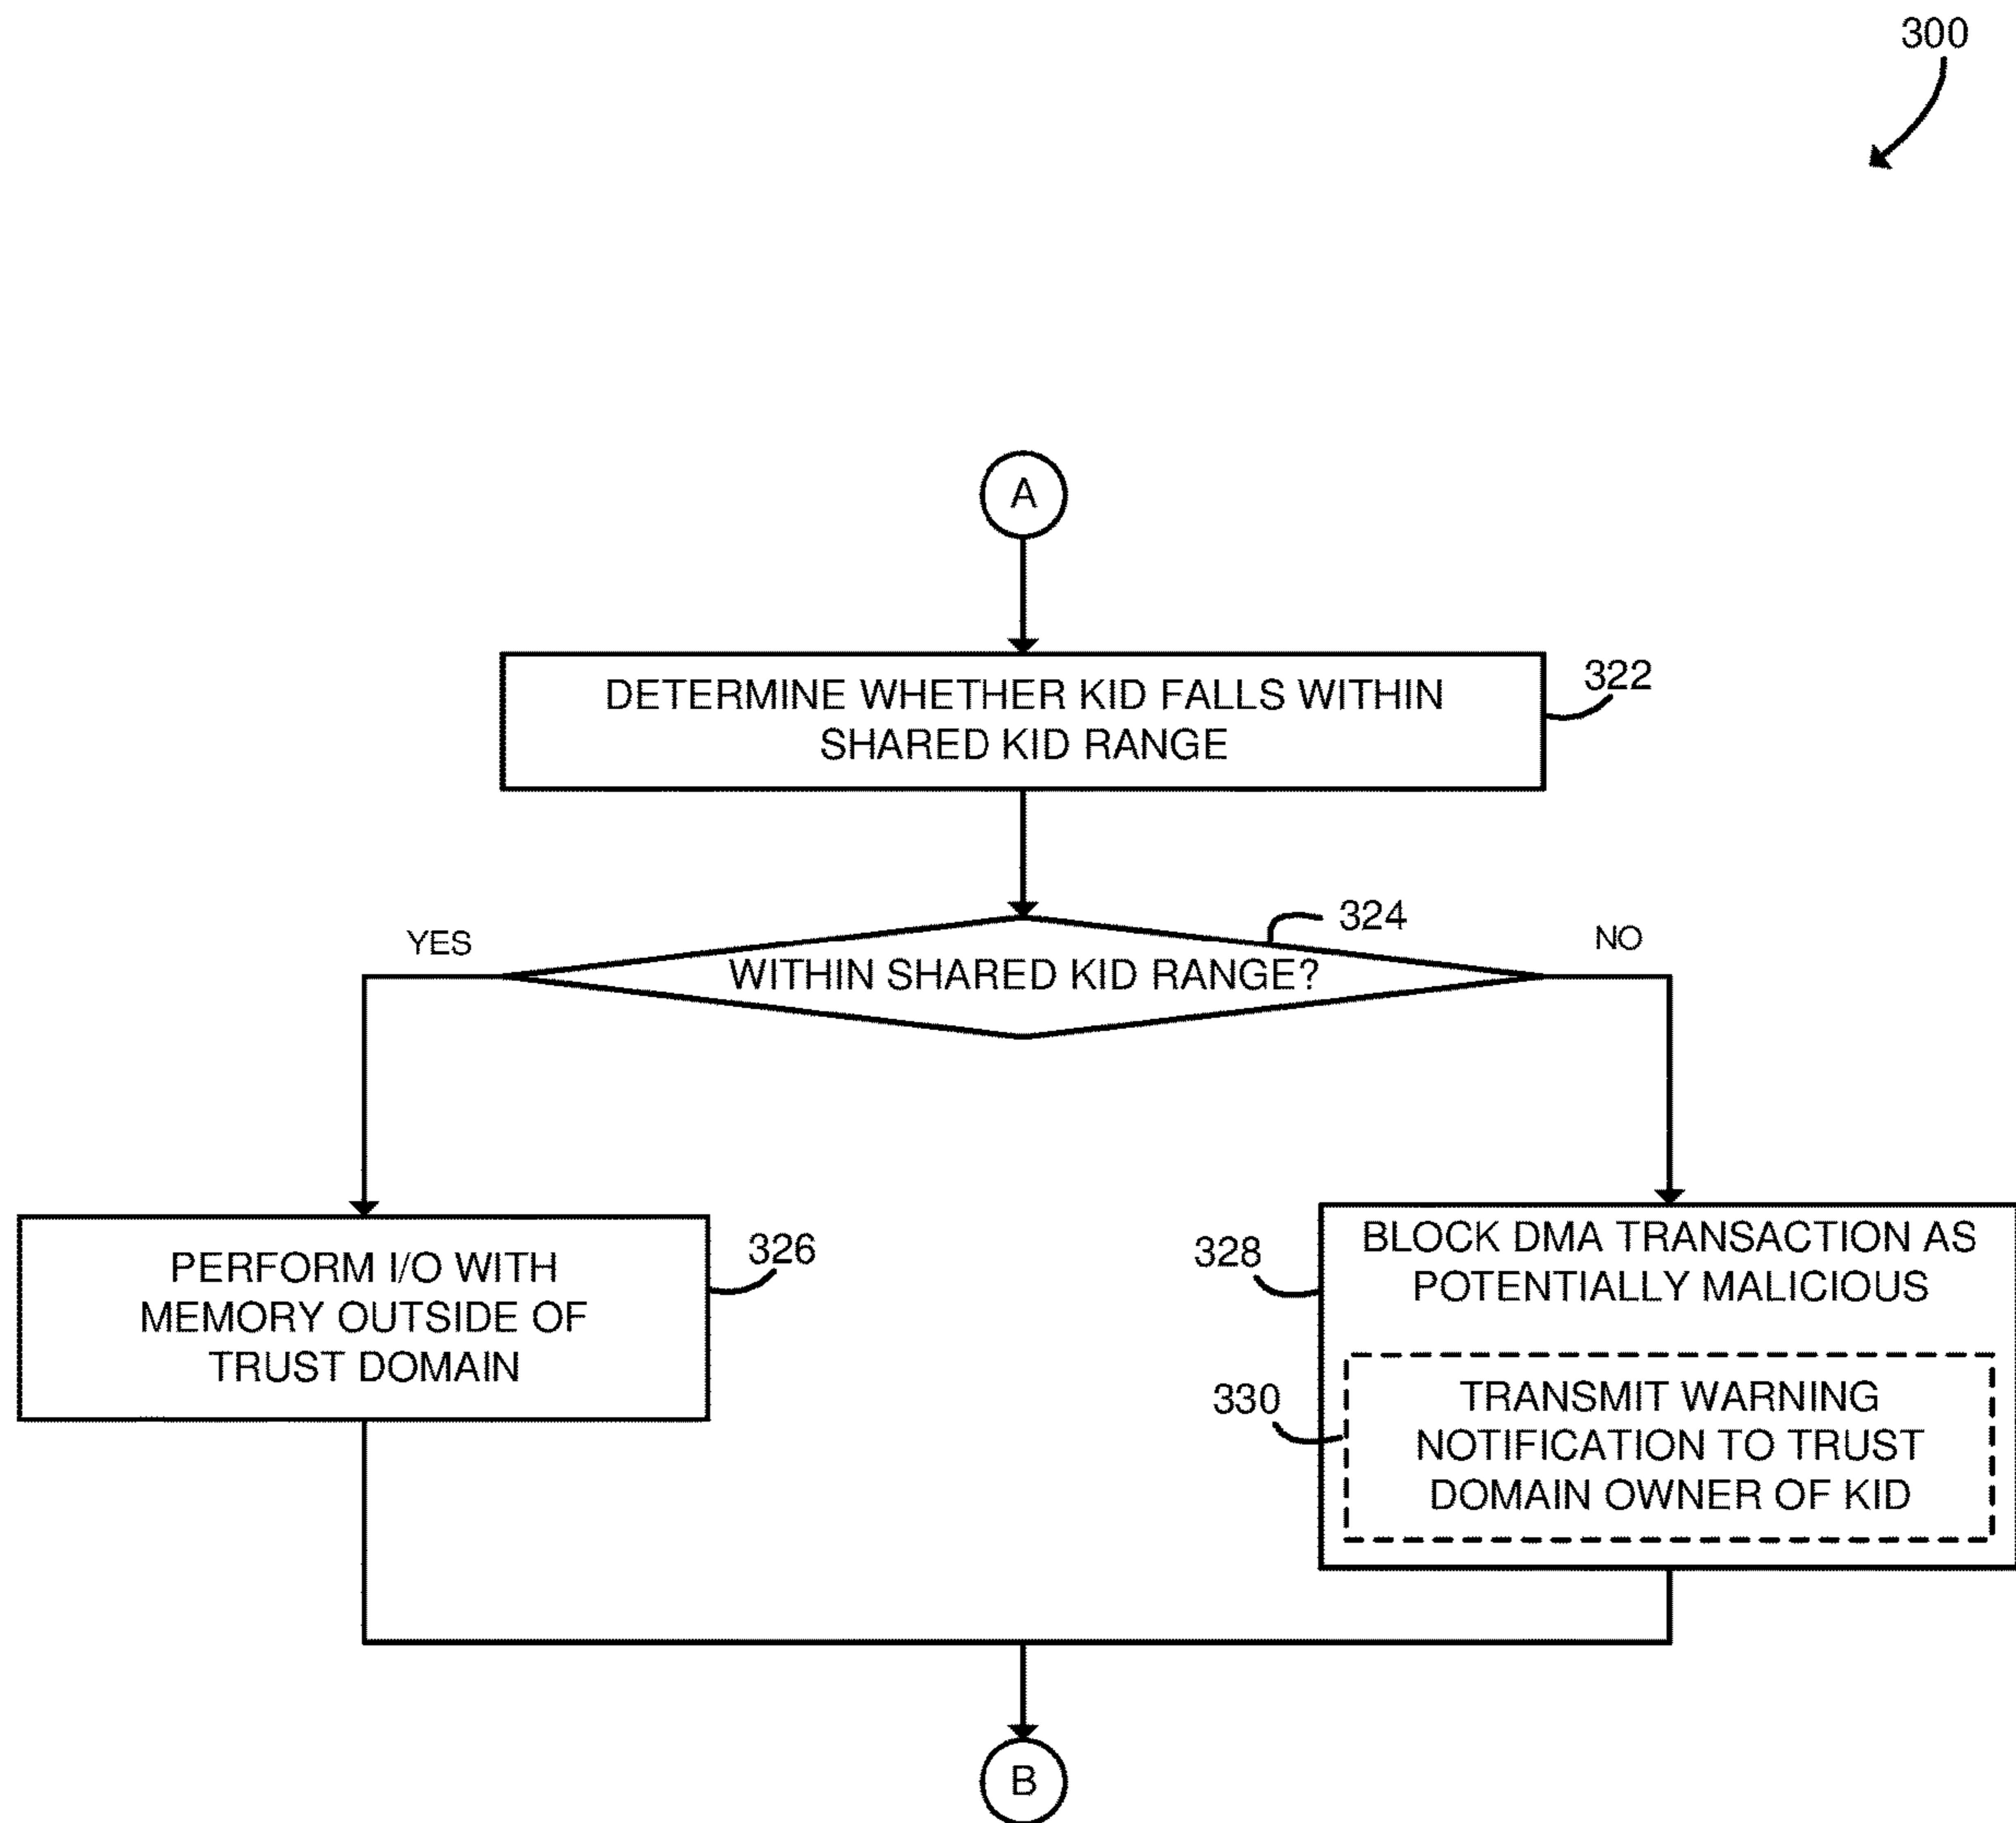 300
A
DETERMINE WHETHER KID FALLS WITHIN
SHARED KID RANGE
322
324
YES
WITHIN SHARED KID RANGE?
NO
PERFORM I/O WITH
MEMORY OUTSIDE OF
TRUST DOMAIN
326
328
BLOCK DMA TRANSACTION AS
POTENTIALLY MALICIOUS
330
TRANSMIT WARNING
NOTIFICATION TO TRUST
DOMAIN OWNER OF KID
B